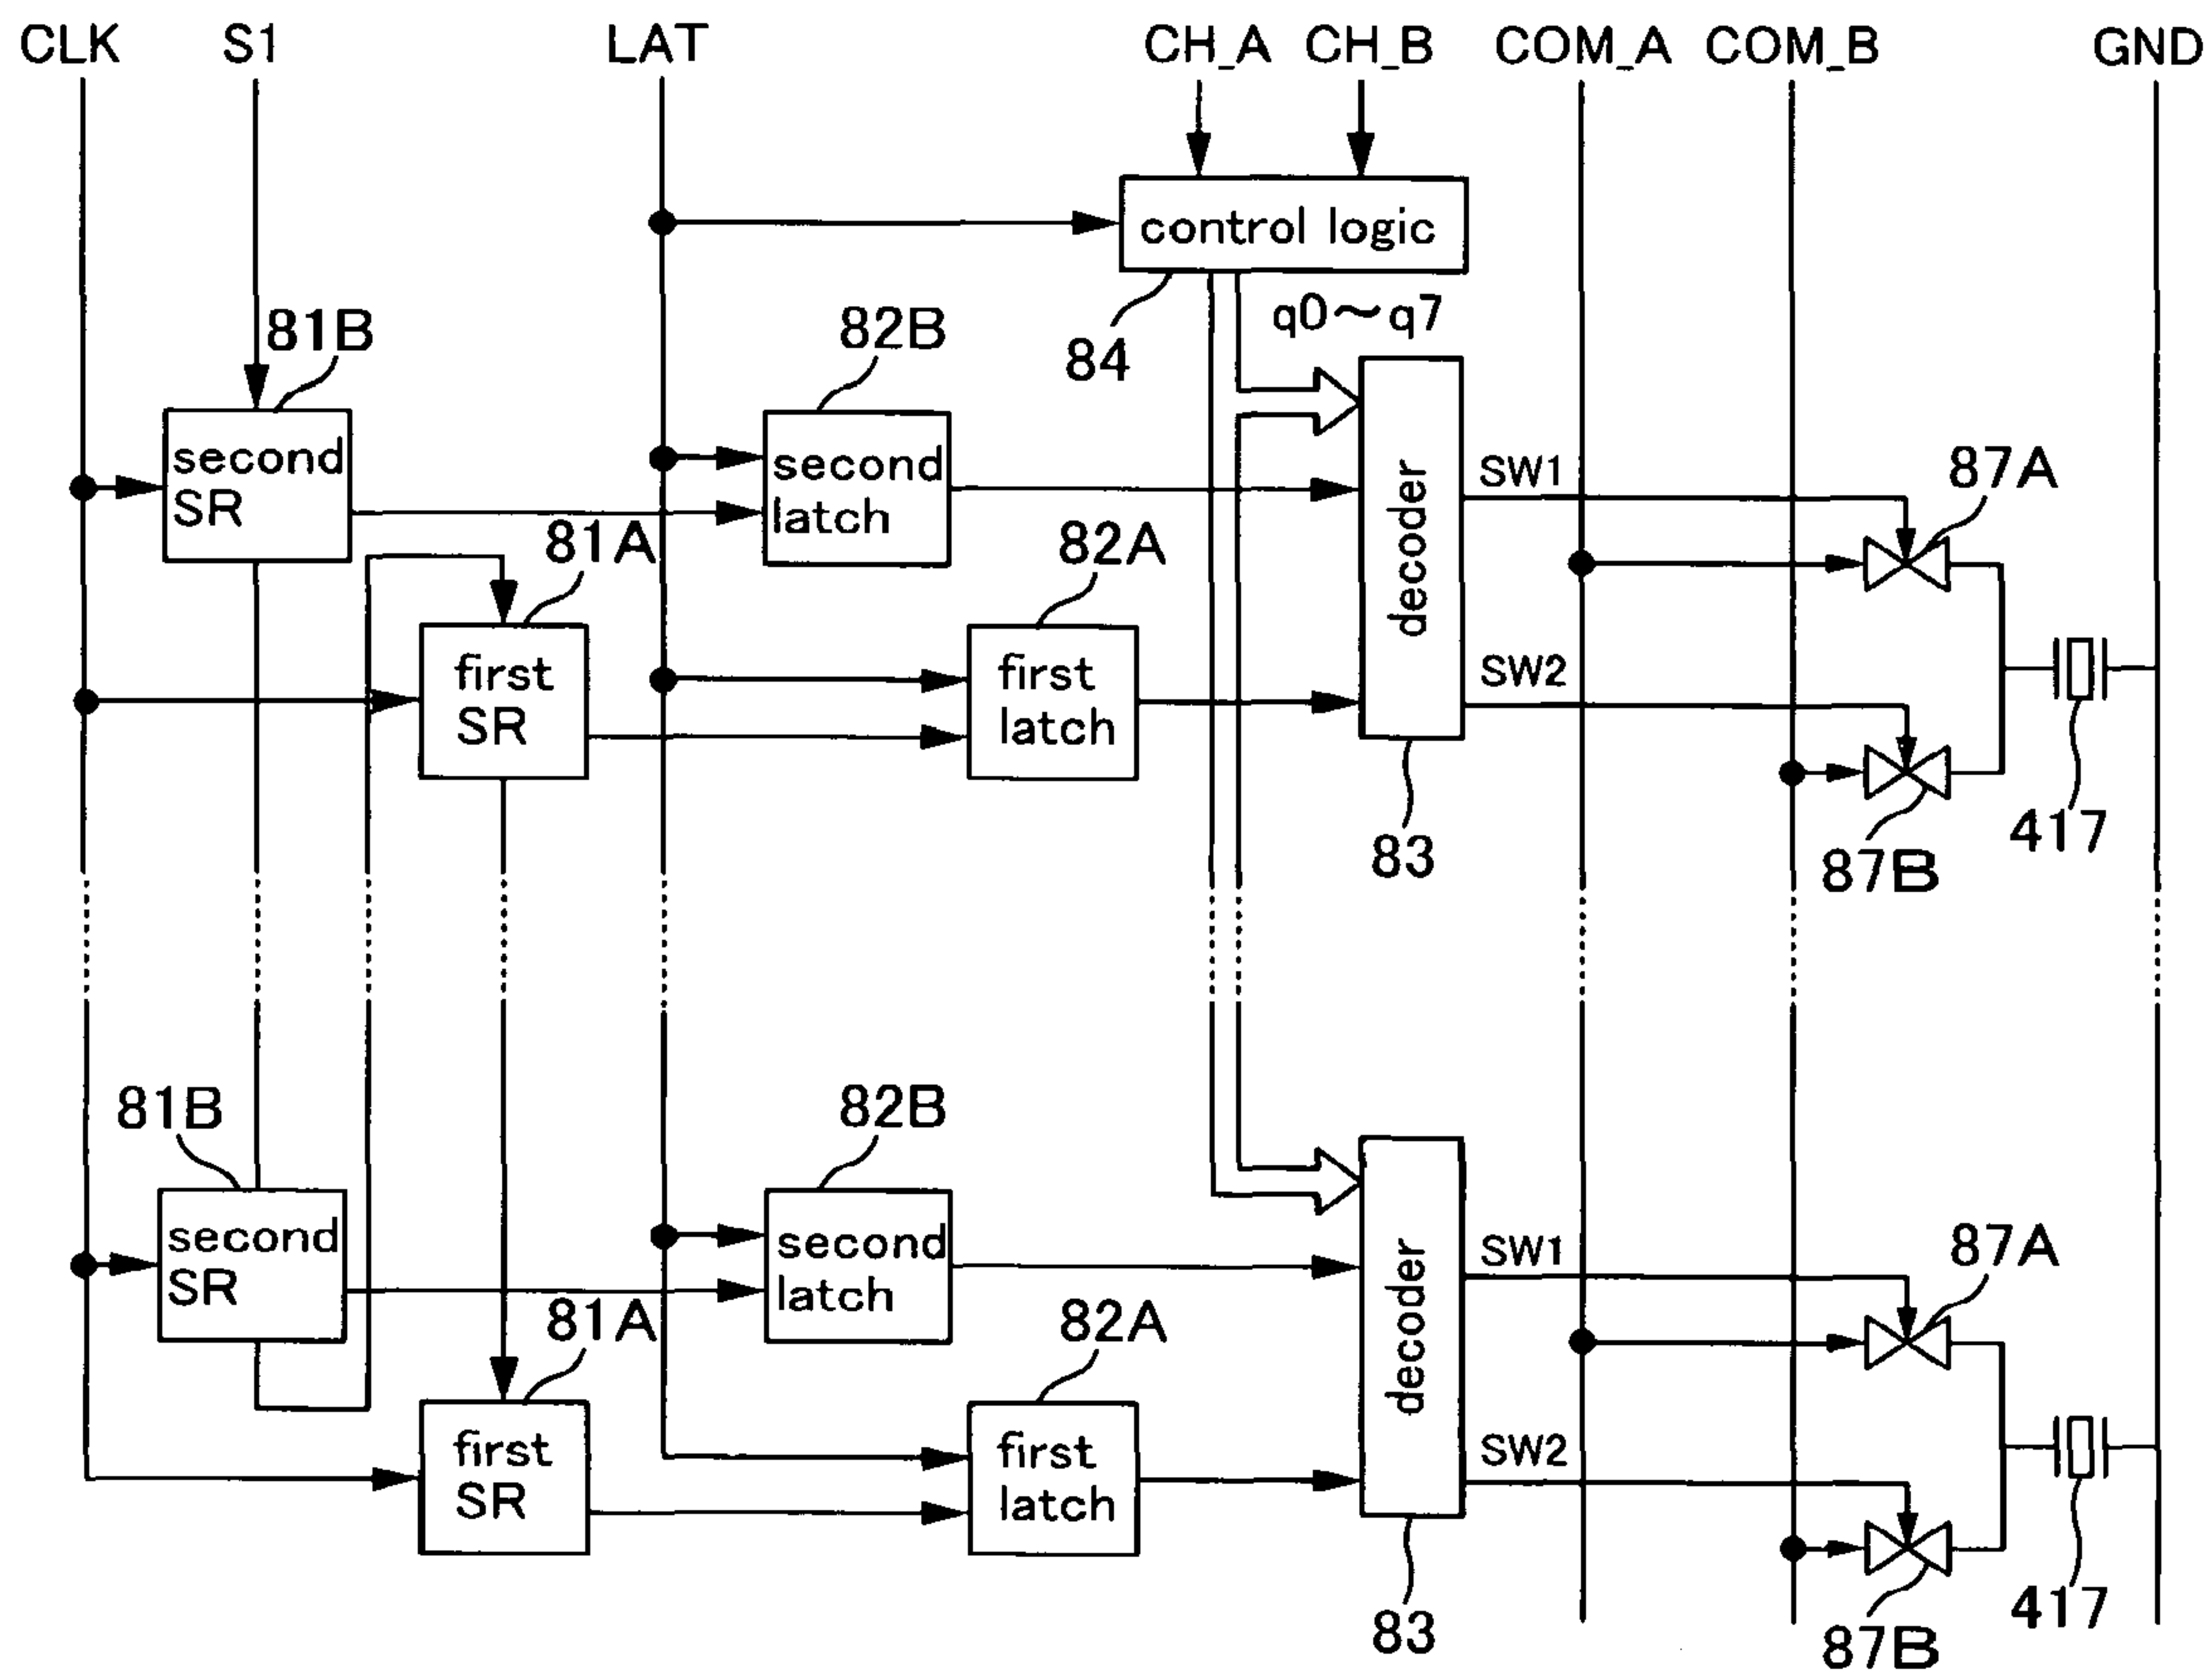 CLK S1 LAT CH_A CH_B COM_A COM_B GND
control logic
q0～q7
84
81B
82B
second
SR
second
latch
decoder
SW1
87A
81A
82A
first
SR
first
latch
SW2
83
87B
417
81B
82B
second
SR
second
latch
decoder
SW1
87A
81A
82A
first
SR
first
latch
SW2
83
87B
417